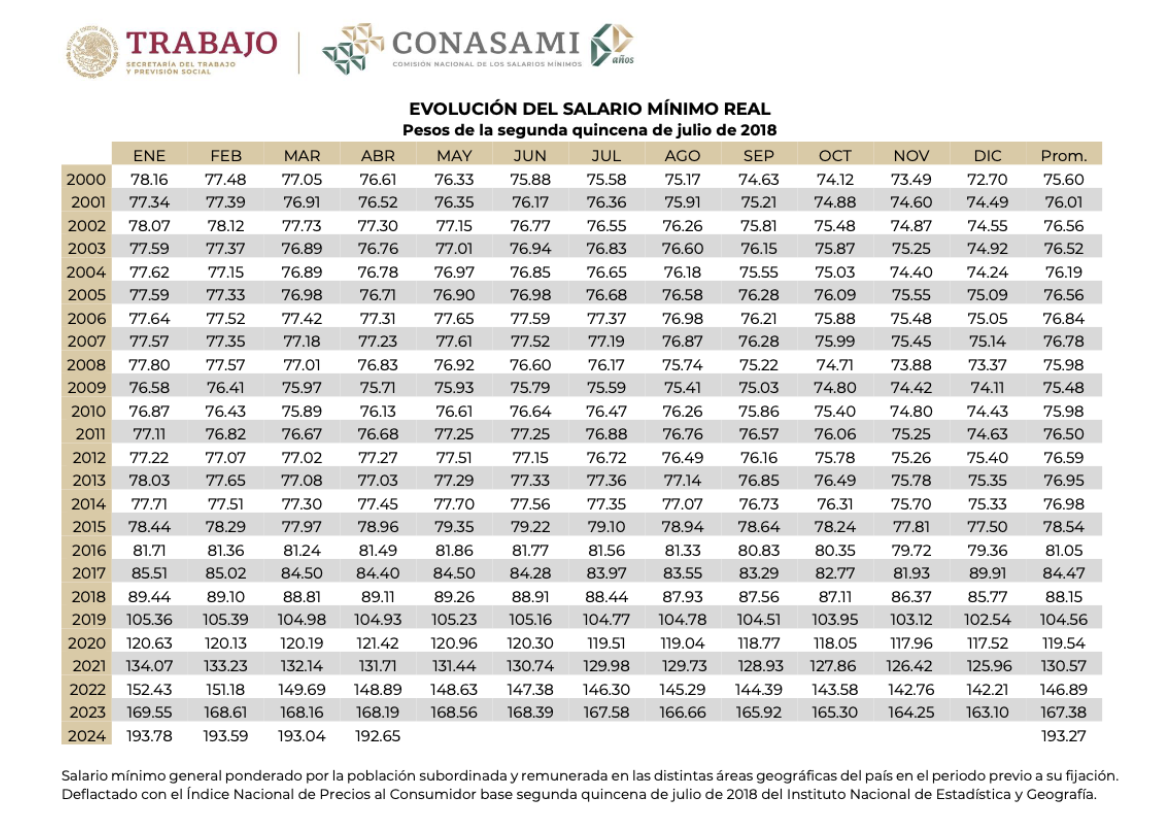 TRABAJO
SECRETARÍA DEL TRABAJO
Y PREVISIÓN SOCIAL
CONASAMI
COMISIÓN NACIONAL DE LOS SALARIOS MÍNIMOS
años
EVOLUCIÓN DEL SALARIO MÍNIMO REAL
Pesos de la segunda quincena de julio de 2018
ENE FEB MAR ABR MAY JUN JUL AGO SEP OCT NOV DIC Prom.
2000 78.16 77.48 77.05 76.61 76.33 75.88 75.58 75.17 74.63 74.12 73.49 72.70 75.60
2001 77.34 77.39 76.91 76.52 76.35 76.17 76.36 75.91 75.21 74.88 74.60 74.49 76.01
2002 78.07 78.12 77.73 77.30 77.15 76.77 76.55 76.26 75.81 75.48 74.87 74.55 76.56
2003 77.59 77.37 76.89 76.76 77.01 76.94 76.83 76.60 76.15 75.87 75.25 74.92 76.52
2004 77.62 77.15 76.89 76.78 76.97 76.85 76.65 76.18 75.55 75.03 74.40 74.24 76.19
2005 77.59 77.33 76.98 76.71 76.90 76.98 76.68 76.58 76.28 76.09 75.55 75.09 76.56
2006 77.64 77.52 77.42 77.31 77.65 77.59 77.37 76.98 76.21 75.88 75.48 75.05 76.84
2007 77.57 77.35 77.18 77.23 77.61 77.52 77.19 76.87 76.28 75.99 75.45 75.14 76.78
2008 77.80 77.57 77.01 76.83 76.92 76.60 76.17 75.74 75.22 74.71 73.88 73.37 75.98
2009 76.58 76.41 75.97 75.71 75.93 75.79 75.59 75.41 75.03 74.80 74.42 74.11 75.48
2010 76.87 76.43 75.89 76.13 76.61 76.64 76.47 76.26 75.86 75.40 74.80 74.43 75.98
2011 77.11 76.82 76.67 76.68 77.25 77.25 76.88 76.76 76.57 76.06 75.25 74.63 76.50
2012 77.22 77.07 77.02 77.27 77.51 77.15 76.72 76.49 76.16 75.78 75.26 75.40 76.59
2013 78.03 77.65 77.08 77.03 77.29 77.33 77.36 77.14 76.85 76.49 75.78 75.35 76.95
2014 77.71 77.51 77.30 77.45 77.70 77.56 77.35 77.07 76.73 76.31 75.70 75.33 76.98
2015 78.44 78.29 77.97 78.96 79.35 79.22 79.10 78.94 78.64 78.24 77.81 77.50 78.54
2016 81.71 81.36 81.24 81.49 81.86 81.77 81.56 81.33 80.83 80.35 79.72 79.36 81.05
2017 85.51 85.02 84.50 84.40 84.50 84.28 83.97 83.55 83.29 82.77 81.93 89.91 84.47
2018 89.44 89.10 88.81 89.11 89.26 88.91 88.44 87.93 87.56 87.11 86.37 85.77 88.15
2019 105.36 105.39 104.98 104.93 105.23 105.16 104.77 104.78 104.51 103.95 103.12 102.54 104.56
2020 120.63 120.13 120.19 121.42 120.96 120.30 119.51 119.04 118.77 118.05 117.96 117.52 119.54
2021 134.07 133.23 132.14 131.71 131.44 130.74 129.98 129.73 128.93 127.86 126.42 125.96 130.57
2022 152.43 151.18 149.69 148.89 148.63 147.38 146.30 145.29 144.39 143.58 142.76 142.21 146.89
2023 169.55 168.61 168.16 168.19 168.56 168.39 167.58 166.66 165.92 165.30 164.25 163.10 167.38
2024 193.78 193.59 193.04 192.65 193.27
Salario mínimo general ponderado por la población subordinada y remunerada en las distintas áreas geográficas del país en el periodo previo a su fijación.
Deflactado con el Índice Nacional de Precios al Consumidor base segunda quincena de julio de 2018 del Instituto Nacional de Estadística y Geografía.